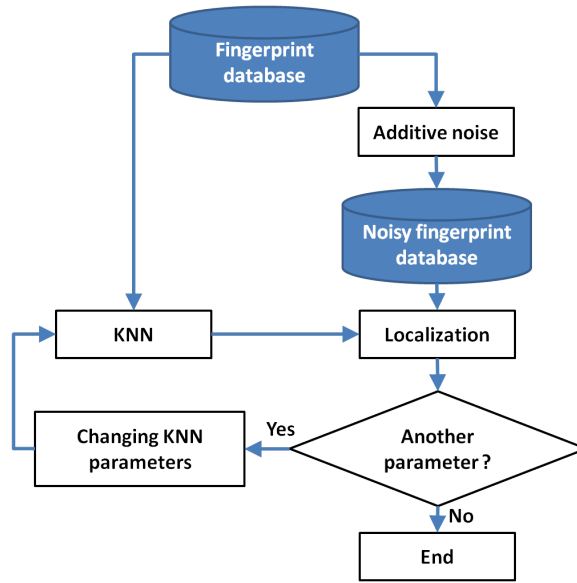 Fingerprint
database
Additive noise
Noisy fingerprint
database
KNN
Localization
Changing KNN
parameters
Yes
Another
parameter ?
No
End